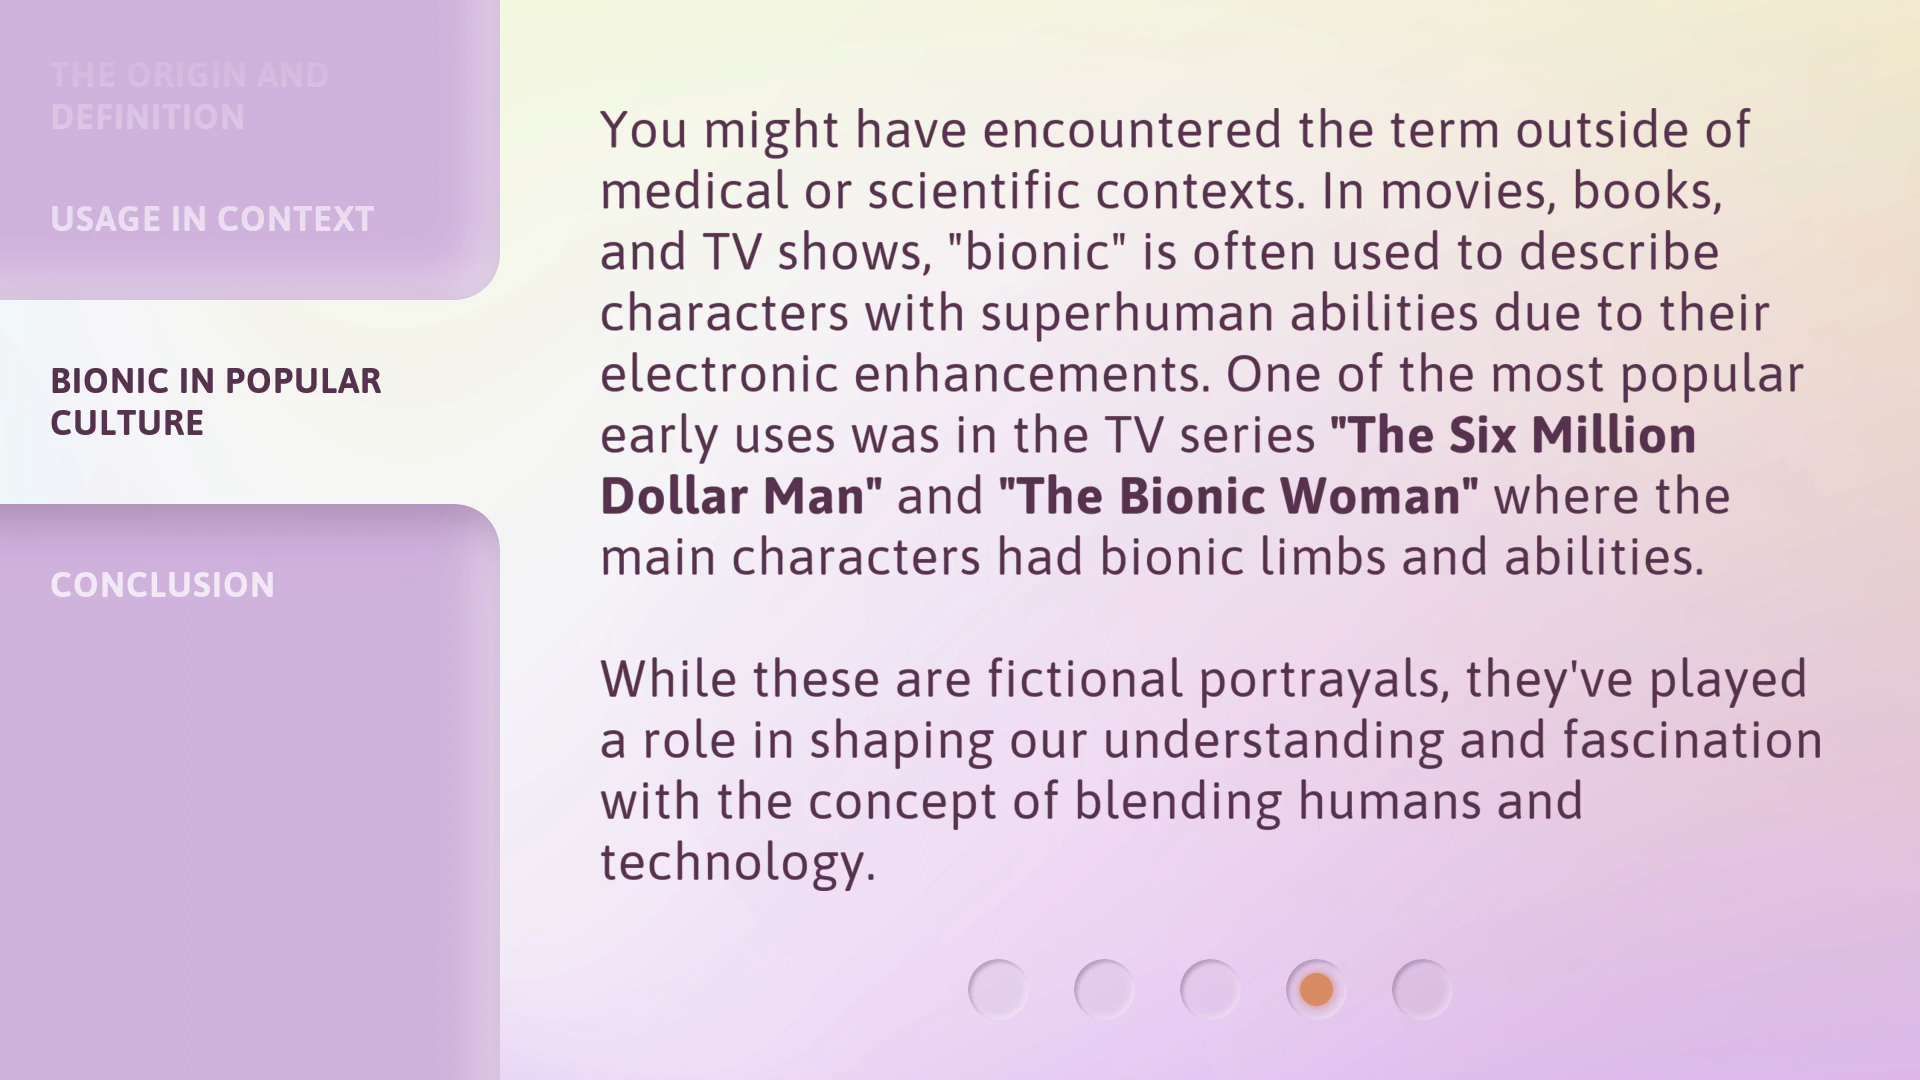 THE ORIGIN AND
DEFINITION
USAGE IN CONTEXT
BIONIC IN POPULAR
CULTURE
CONCLUSION
You might have encountered the term outside of
medical or scientific contexts. In movies, books,
and TV shows, "bionic" is often used to describe
characters with superhuman abilities due to their
electronic enhancements. One of the most popular
early uses was in the TV series "The Six Million
Dollar Man" and "The Bionic Woman" where the
main characters had bionic limbs and abilities.
While these are fictional portrayals, they've played
a role in shaping our understanding and fascination
with the concept of blending humans and
technology.